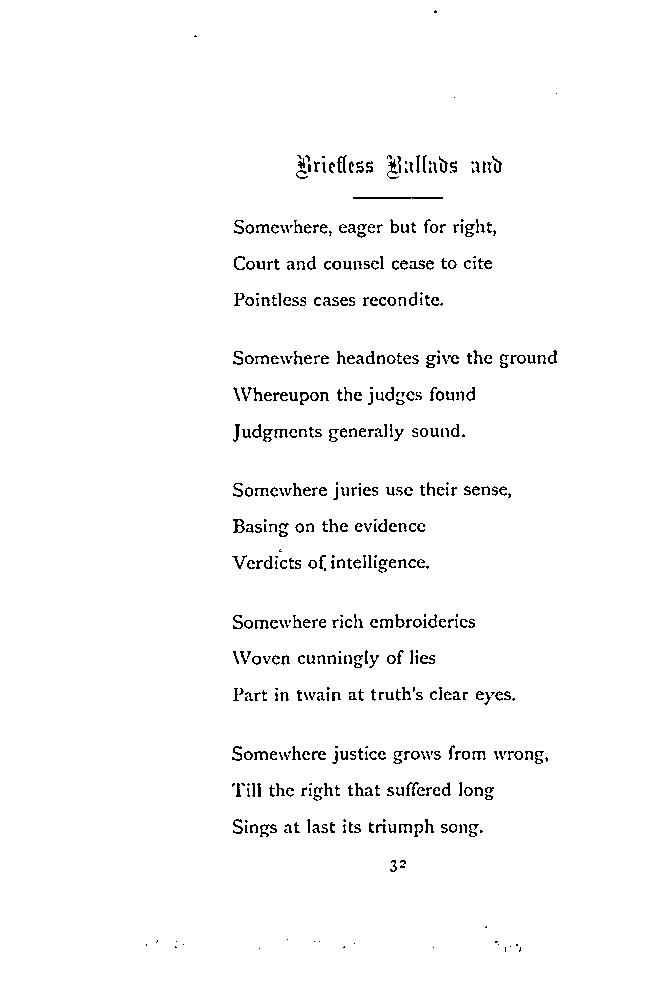 Briefless Ballads and
Somewhere, eager but for right,
Court and counsel cease to cite
Pointless cases recondite.
Somewhere headnotes give the ground
Whereupon the judges found
Judgments generally sound.
Somewhere juries use their sense,
Basing on the evidence
Verdicts of intelligence.
Somewhere rich embroideries
Woven cunningly of lies
Part in twain at truth's clear eyes.
Somewhere justice grows from wrong,
Till the right that suffered long
Sings at last its triumph song.
32